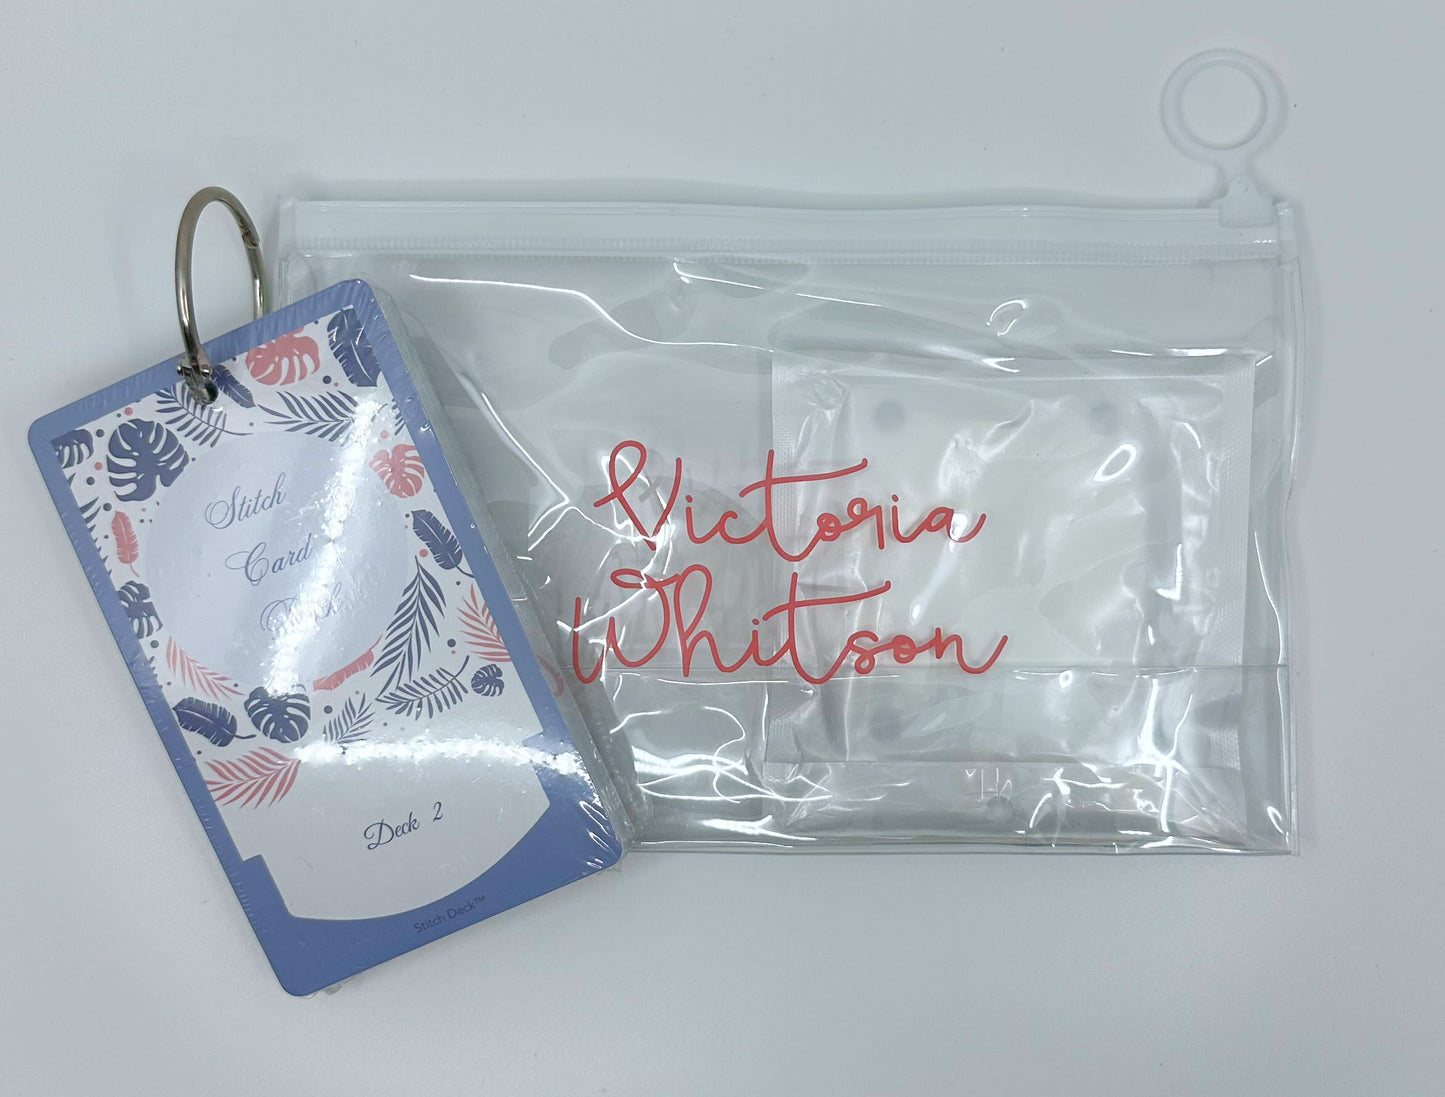 Stitch
Card
Deck
Deck 2
Stitch Deck™
Victoria
Whitson